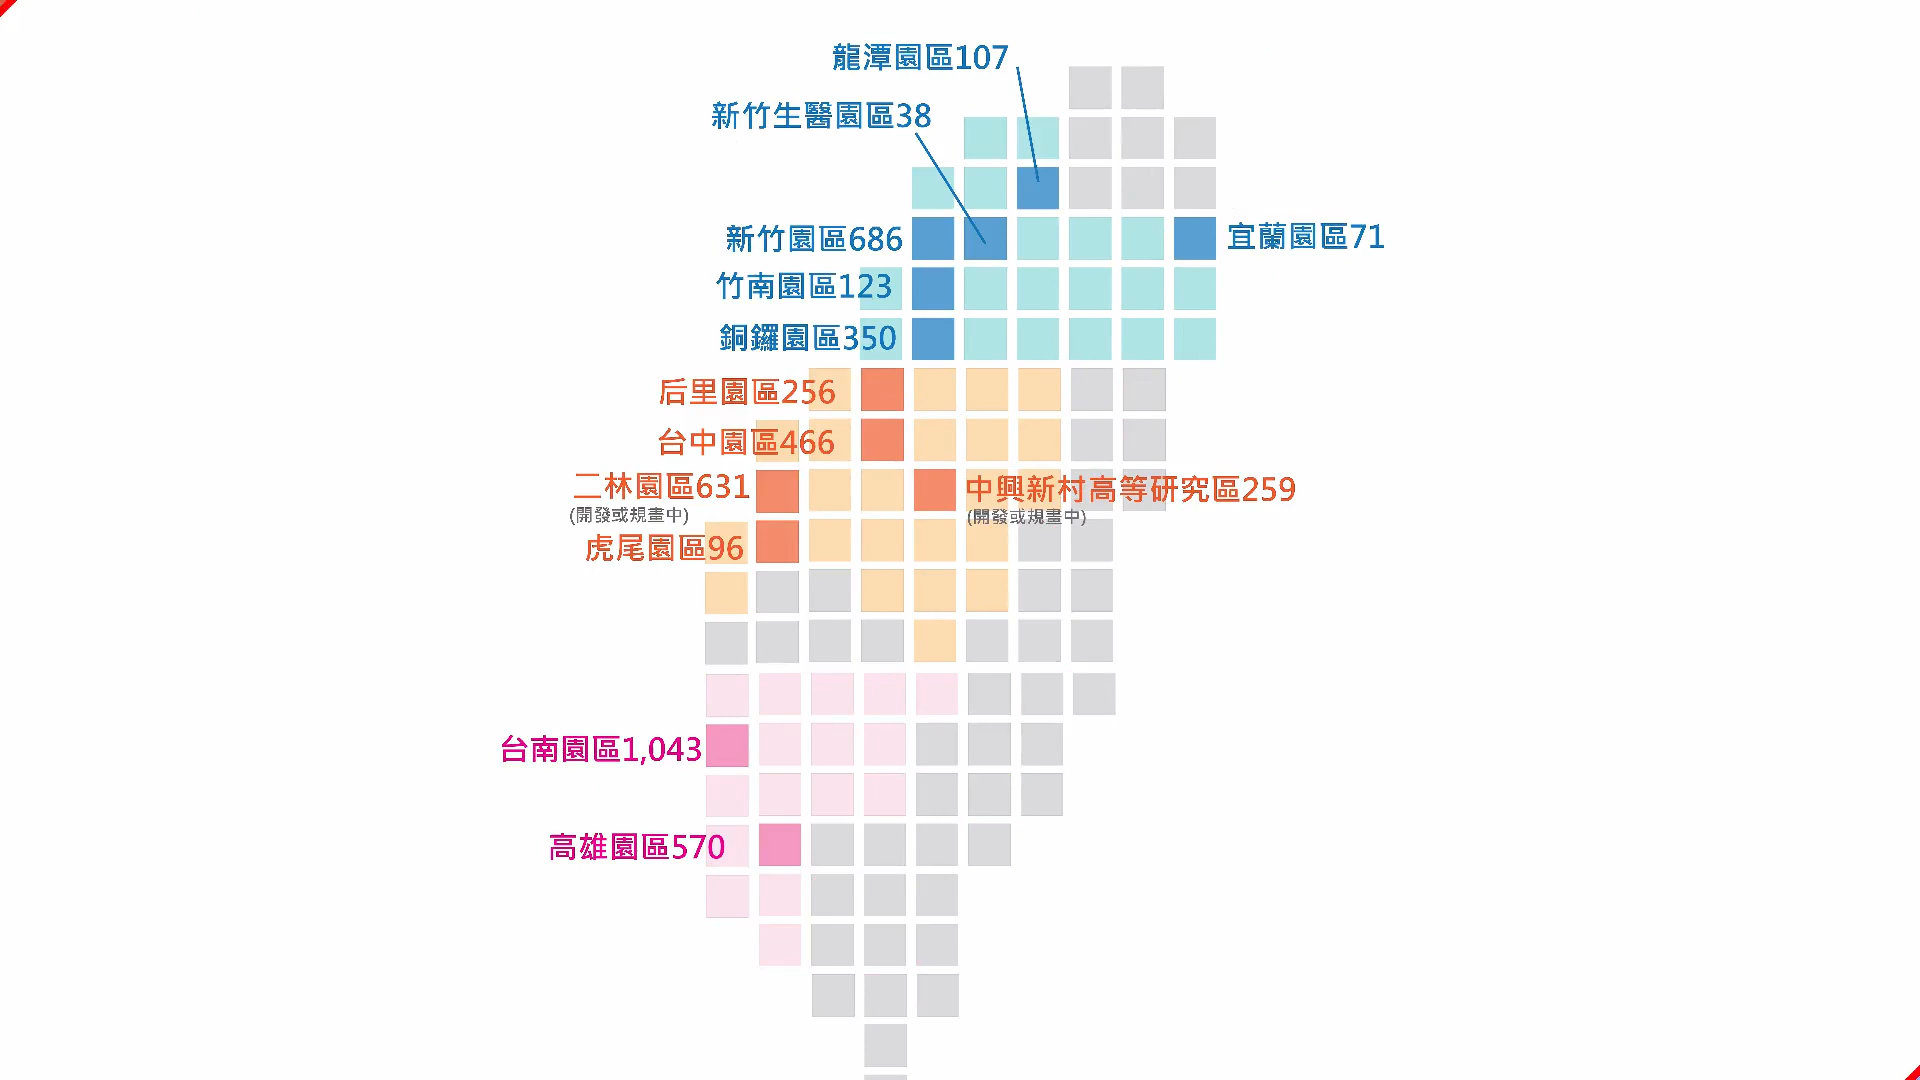 龍潭園區107
新竹生醫園區38
新竹園區686
宜蘭園區71
竹南園區123
銅鑼園區350
后里園區256
台中園區466
二林園區631
(開發或規畫中)
中興新村高等研究區259
(開發或規畫中)
虎尾園區96
台南園區1,043
高雄園區570